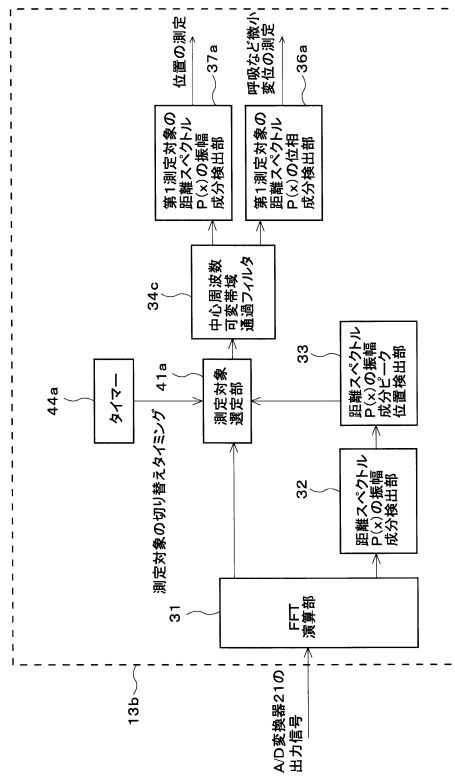 13b
A/D変換器21の
出力信号
31
FFT
演算部
測定対象の切り替えタイミング
44a
タイマー
41a
測定対象
選定部
32
距離スペクトル
P(x)の振幅
成分検出部
33
距離スペクトル
P(x)の振幅
成分ピーク
位置検出部
34c
中心周波数
可変帯域
通過フィルタ
第1測定対象の
距離スペクトル
P(x)の振幅
成分検出部
37a
位置の測定
第1測定対象の
距離スペクトル
P(x)の位相
成分検出部
36a
呼吸など微小
変位の測定